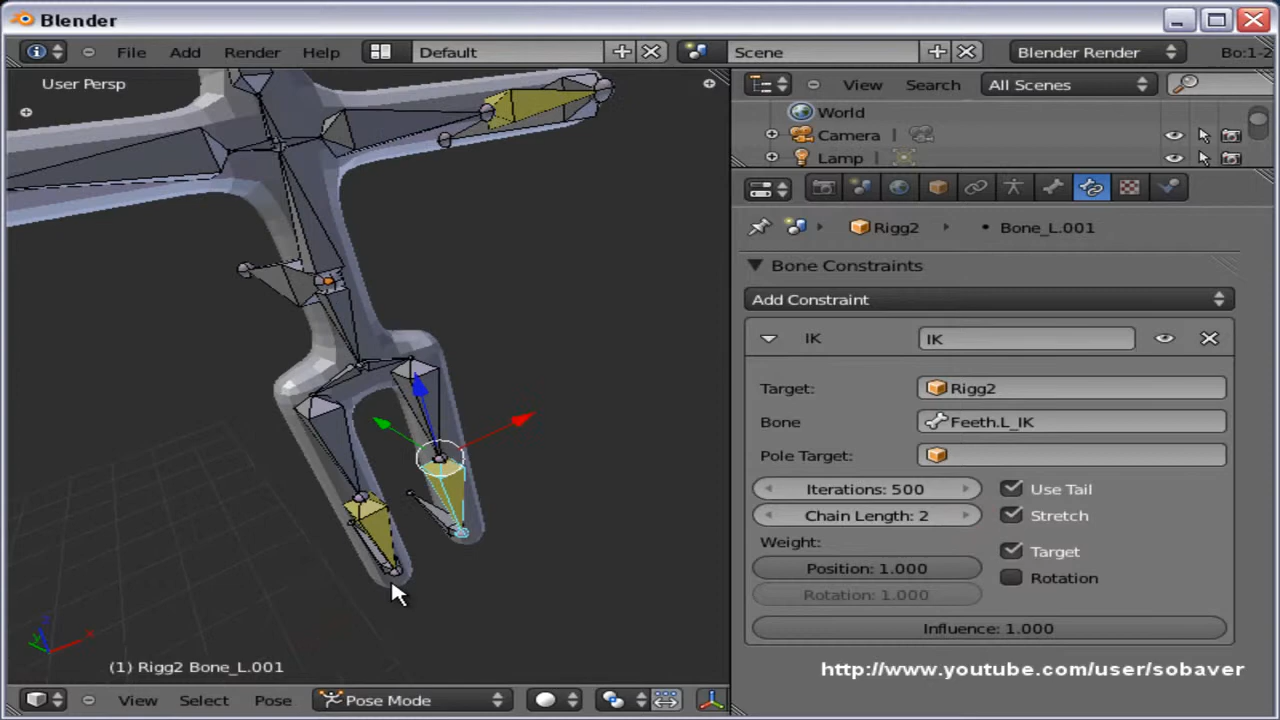 Blender
File Add Render Help Default Scene Blender Render Bo:1-2
User Persp
View Search All Scenes
World
Camera
Lamp
Rigg2 Bone_L.001
Bone Constraints
Add Constraint
IK IK
Target: Rigg2
Bone Feeth.L_IK
Pole Target:
Iterations: 500 Use Tail
Chain Length: 2 Stretch
Weight:
Target
Position: 1.000
Rotation
Rotation: 1.000
Influence: 1.000
(1) Rigg2 Bone_L.001
http://www.youtube.com/user/sobaver
View Select Pose Pose Mode